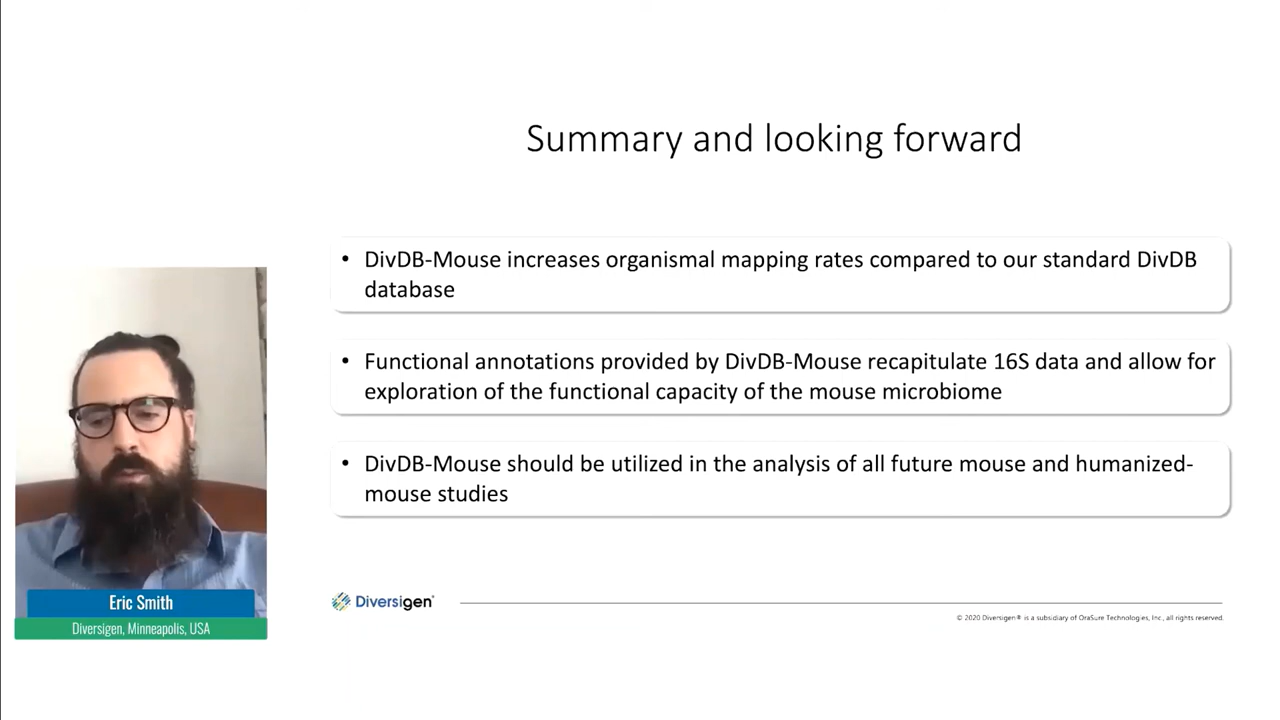 Summary and looking forward
• DivDB-Mouse increases organismal mapping rates compared to our standard DivDB
database
• Functional annotations provided by DivDB-Mouse recapitulate 16S data and allow for
exploration of the functional capacity of the mouse microbiome
• DivDB-Mouse should be utilized in the analysis of all future mouse and humanized-
mouse studies
Eric Smith
Diversigen, Minneapolis, USA
Diversigen®
© 2020 Diversigen® is a subsidiary of OraSure Technologies, Inc., all rights reserved.